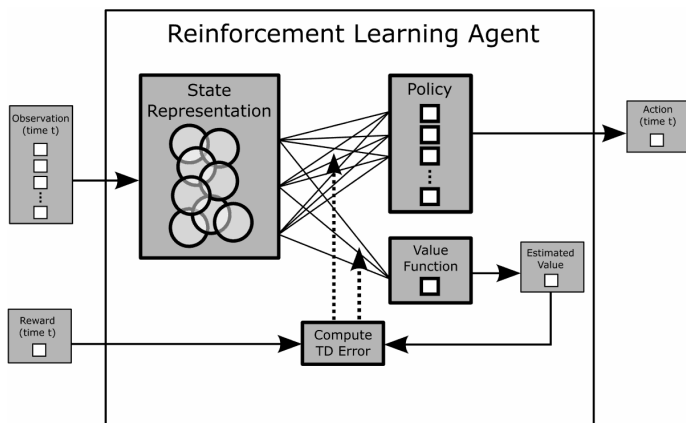 Reinforcement Learning Agent
State
Representation
Policy
Observation
(time t)
Action
(time t)
Value
Function
Estimated
Value
Reward
(time t)
Compute
TD Error